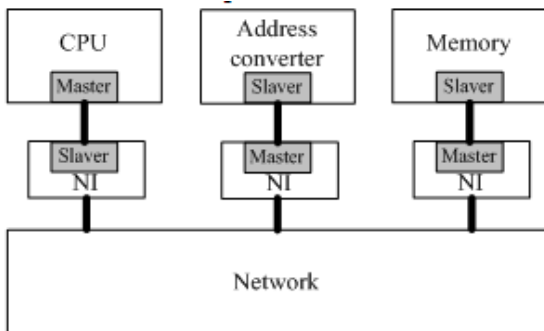 CPU
Address
converter
Memory
Master
Slaver
Slaver
Slaver
Master
Master
NI
NI
NI
Network